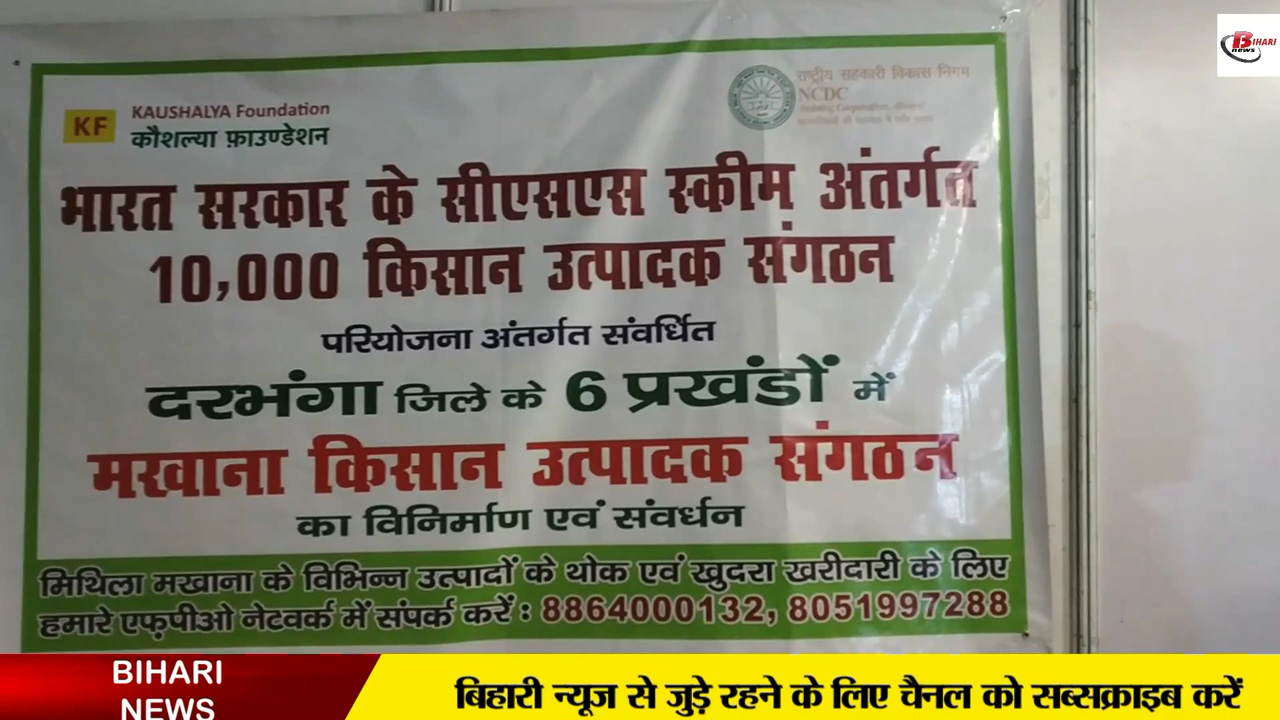 BIHARI
news
KF
KAUSHALYA Foundation
कौशल्या फ़ाउण्डेशन
राष्ट्रीय सहकारी विकास निगम
NCDC
भारत सरकार के सीएसएस स्कीम अंतर्गत
10,000 किसान उत्पादक संगठन
परियोजना अंतर्गत संवर्धित
दरभंगा जिले के 6 प्रखंडों में
मखाना किसान उत्पादक संगठन
का विनिर्माण एवं संवर्धन
मिथिला मखाना के विभिन्न उत्पादों के थोक एवं खुदरा खरीदारी के लिए
हमारे एफ़पीओ नेटवर्क में संपर्क करें : 8864000132, 8051997288
BIHARI
NEWS
बिहारी न्यूज से जुड़े रहने के लिए चैनल को सब्सक्राइब करें